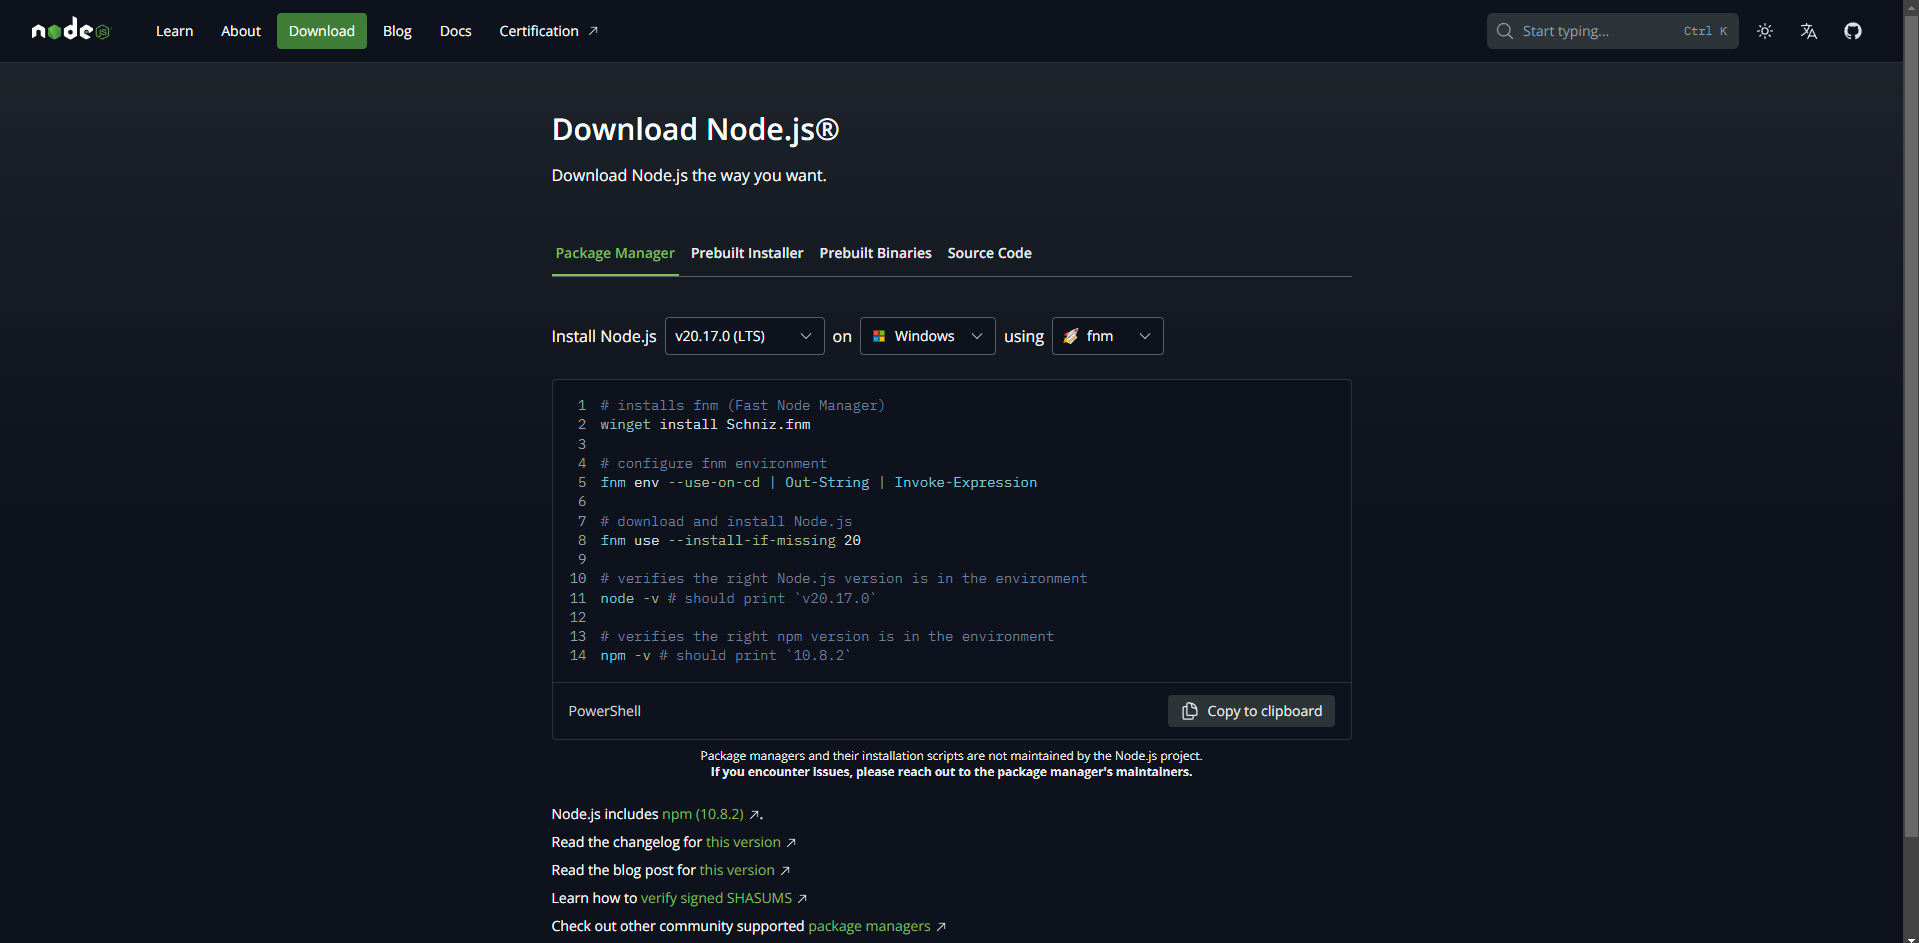 node JS
Learn About Download Blog Docs Certification
Start typing... Ctrl K
Download Node.js®
Download Node.js the way you want.
Package Manager Prebuilt Installer Prebuilt Binaries Source Code
Install Node.js v20.17.0 (LTS) on Windows using fnm
1 # installs fnm (Fast Node Manager)
2 winget install Schniz.fnm
3
4 # configure fnm environment
5 fnm env --use-on-cd | Out-String | Invoke-Expression
6
7 # download and install Node.js
8 fnm use --install-if-missing 20
9
10 # verifies the right Node.js version is in the environment
11 node -v # should print `v20.17.0`
12
13 # verifies the right npm version is in the environment
14 npm -v # should print `10.8.2`
PowerShell Copy to clipboard
Package managers and their installation scripts are not maintained by the Node.js project.
If you encounter issues, please reach out to the package manager's maintainers.
Node.js includes npm (10.8.2).
Read the changelog for this version
Read the blog post for this version
Learn how to verify signed SHASUMS
Check out other community supported package managers